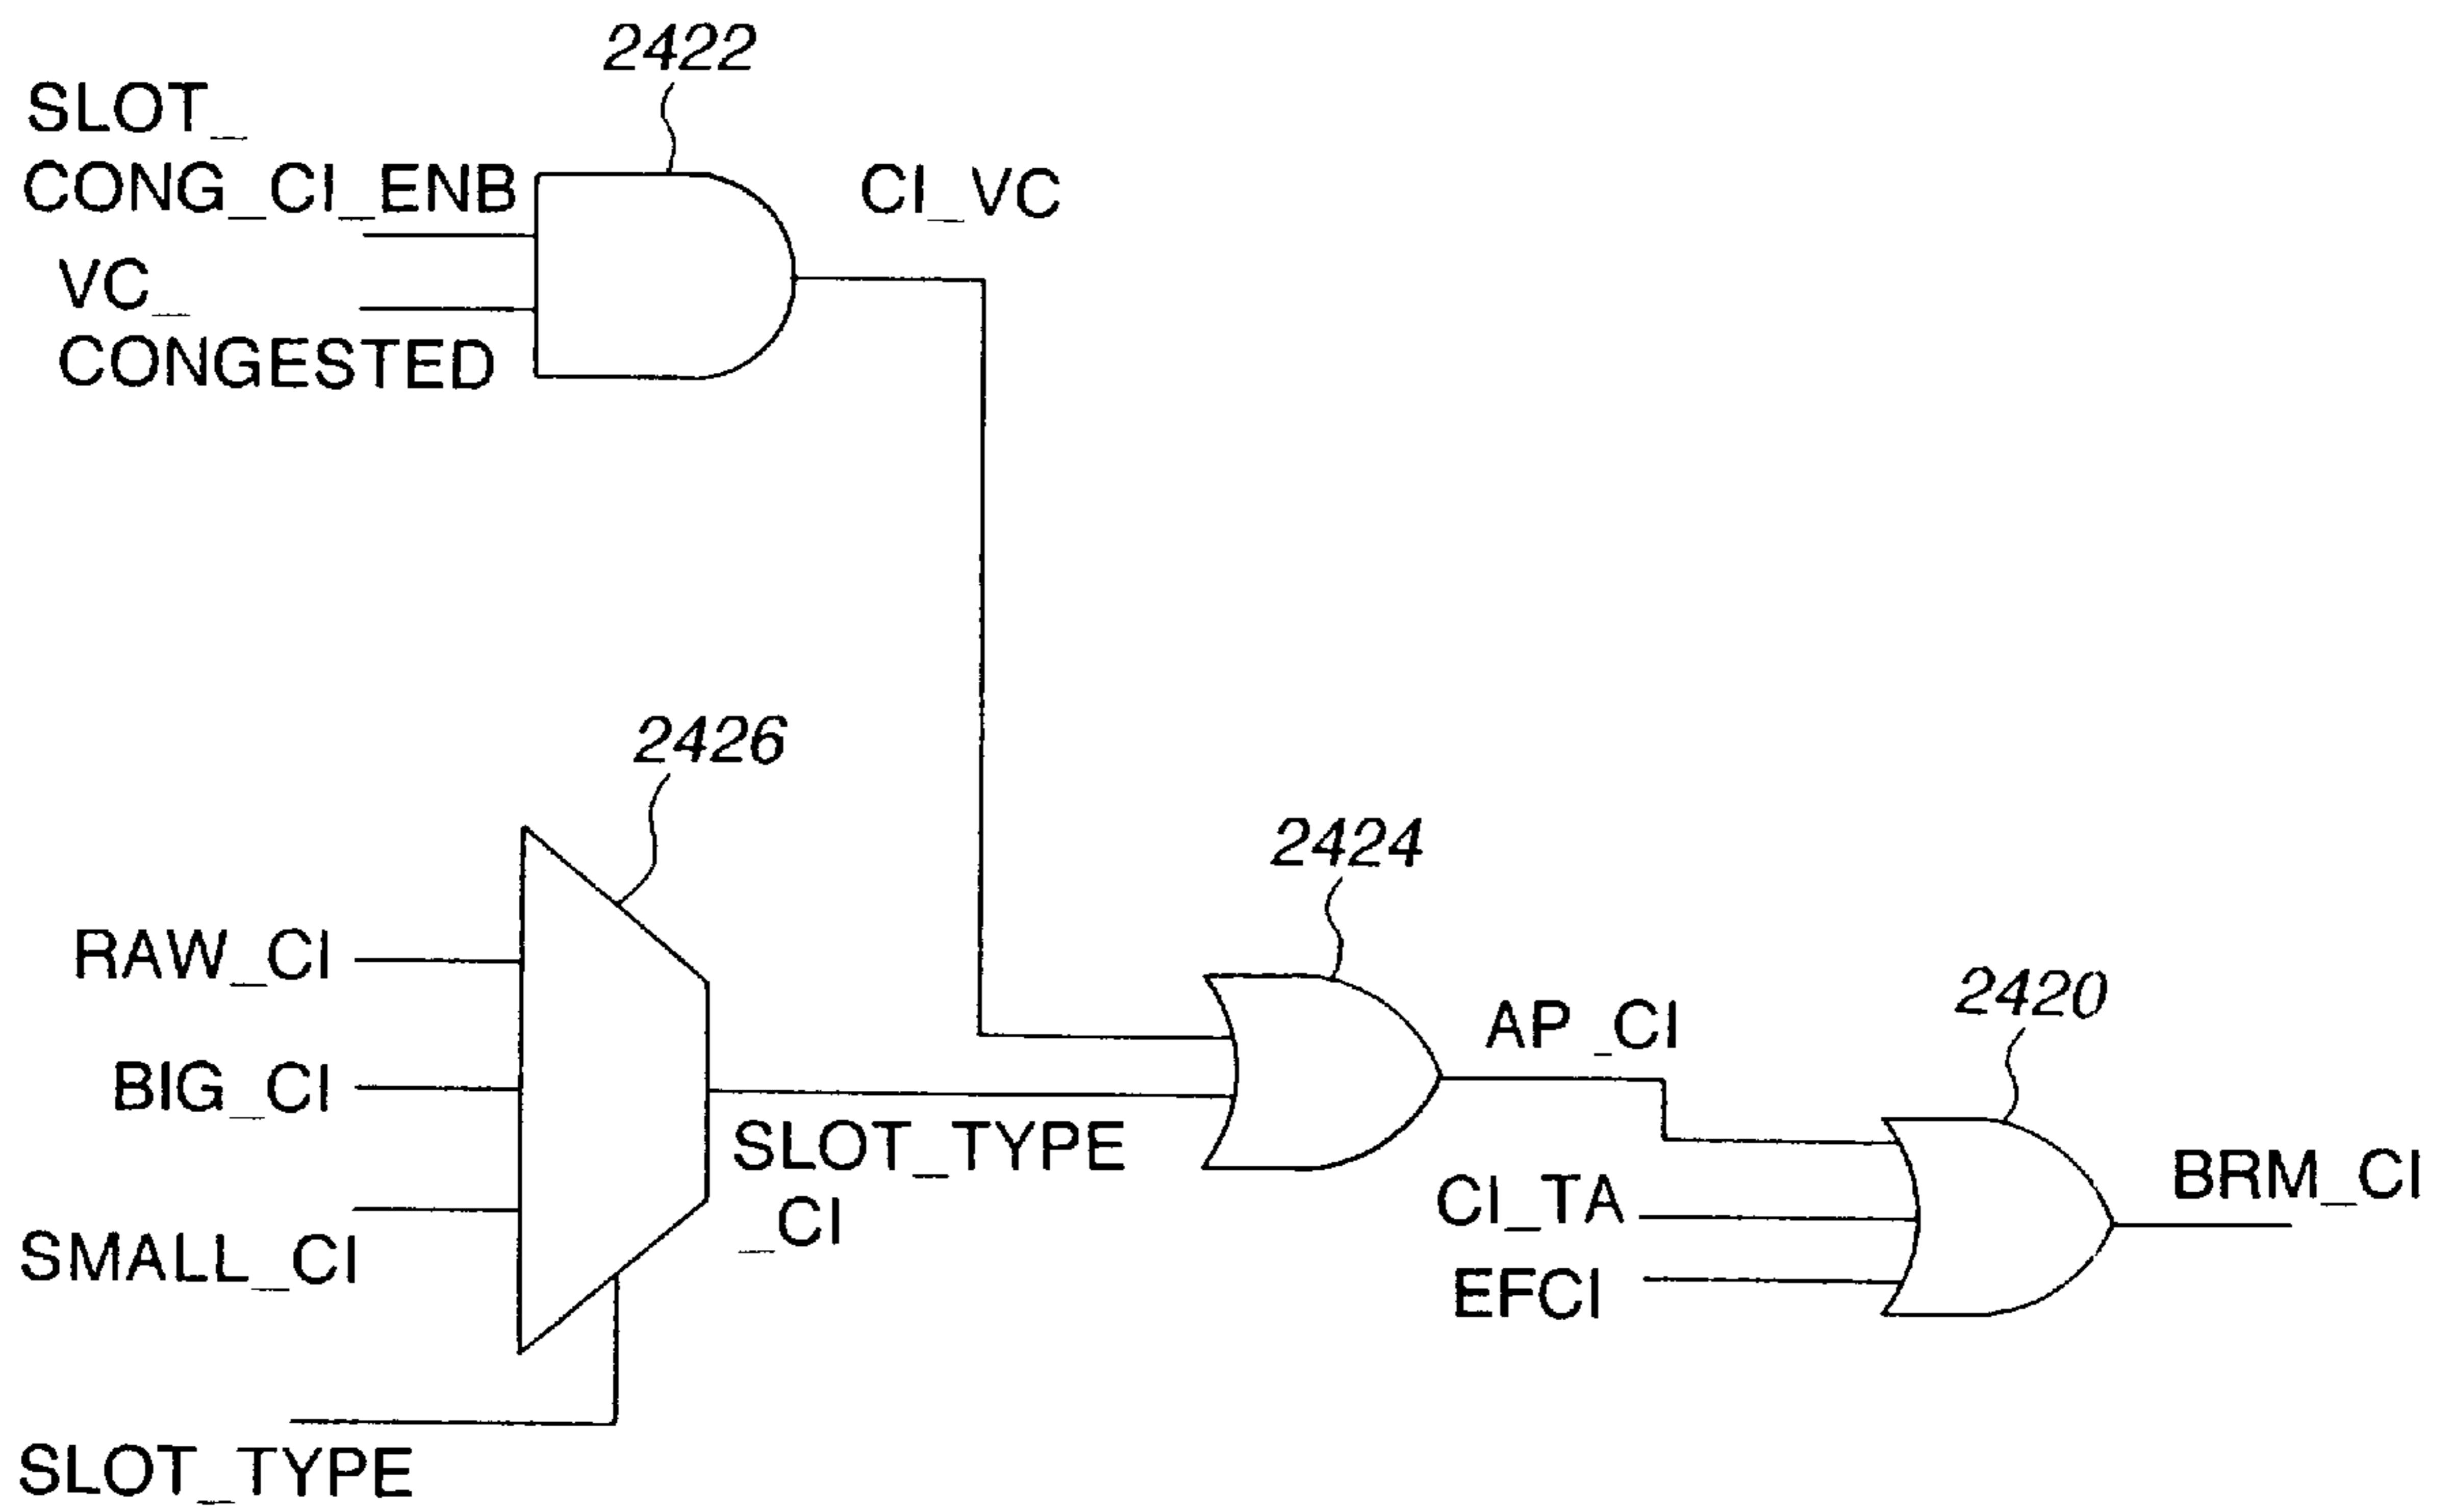 2422
SLOT_
CONG_CI_ENB
CI_VC
VC_
CONGESTED
2426
2424
RAW_CI
2420
AP_CI
BIG_CI
SLOT_TYPE
_CI
CI_TA
BRM_CI
SMALL_CI
EFCI
SLOT_TYPE